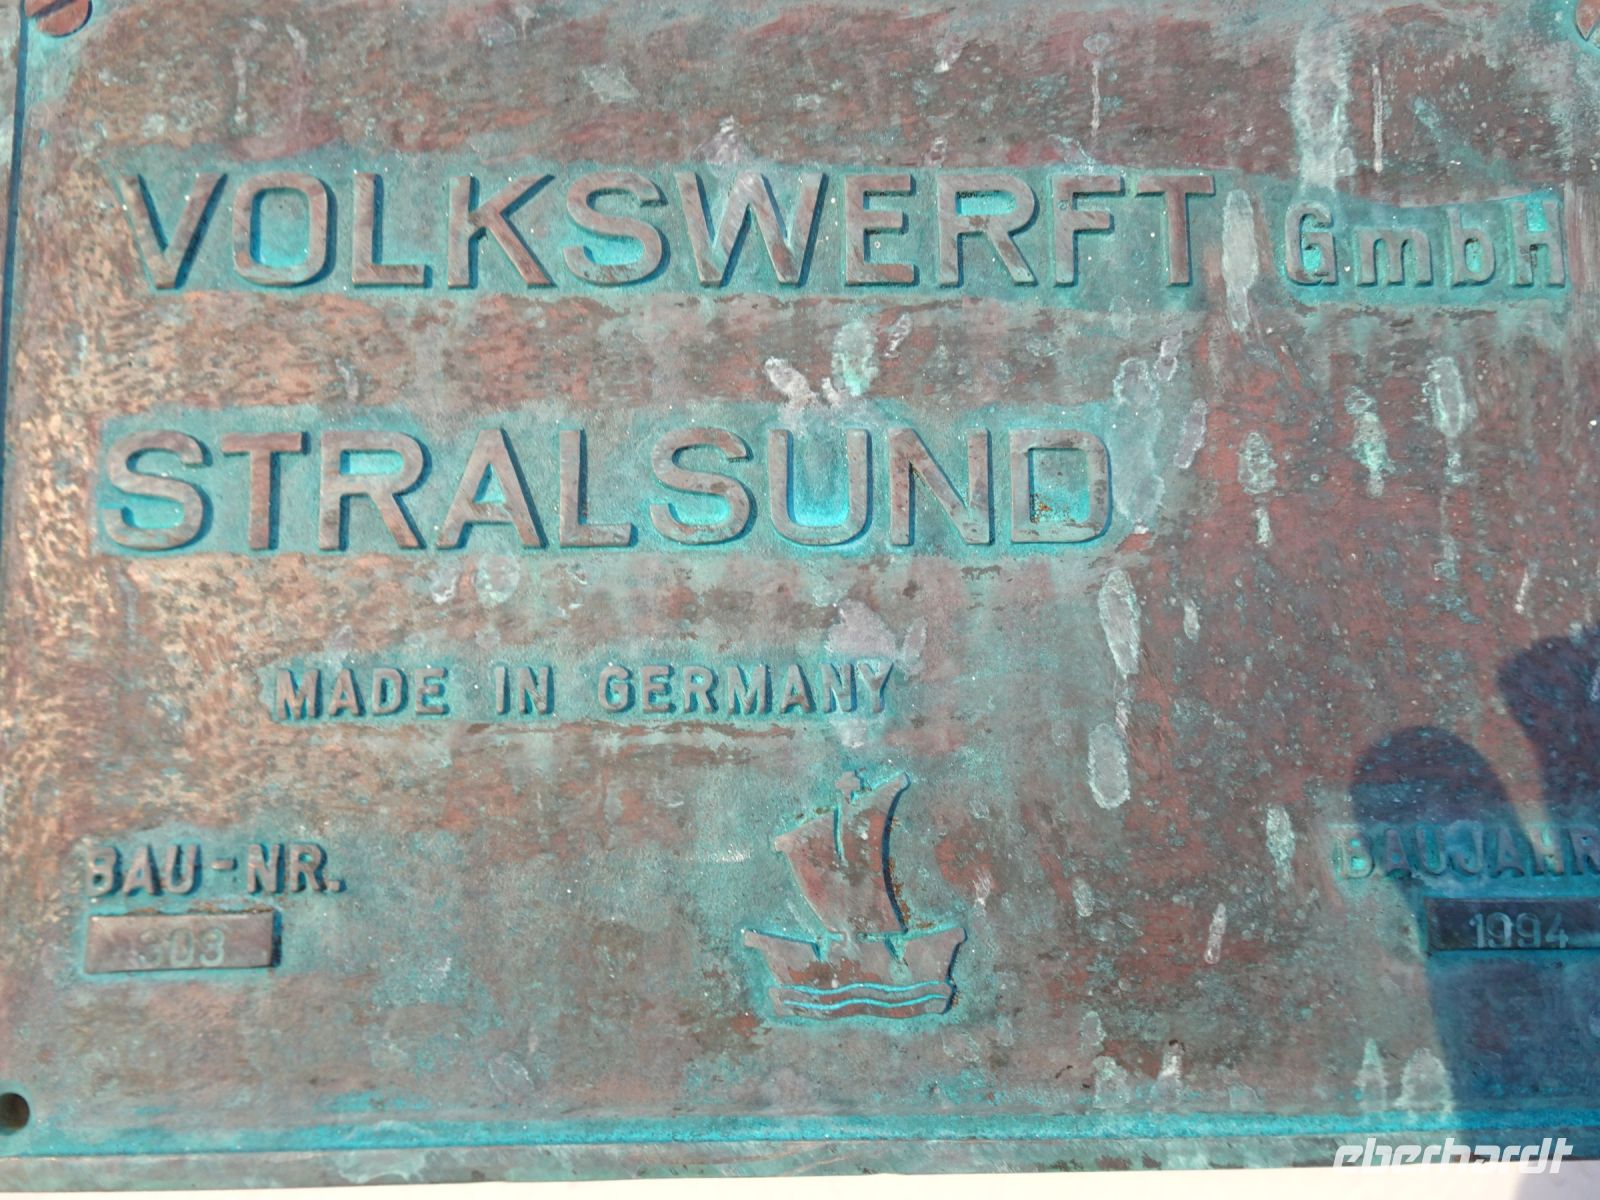 VOLKSWERFT GmbH
STRALSUND
MADE IN GERMANY
BAU-NR.
303
BAUJAHR
1994
eberhardt